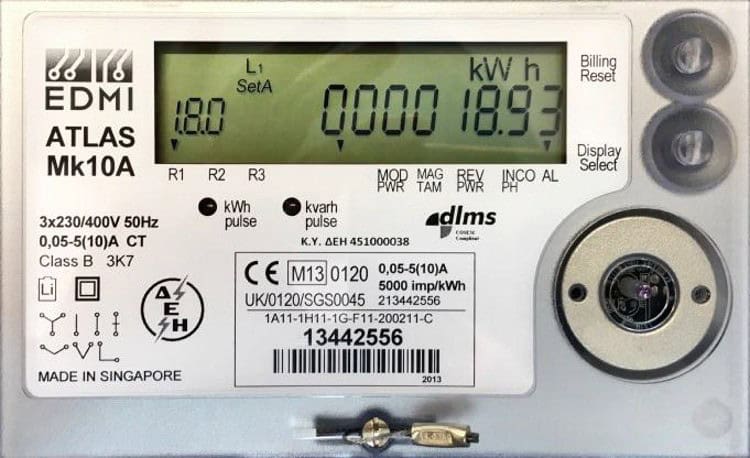 EDMI
ATLAS
Mk10A
L1
SetA
kW h
1.8.0
0000018.93
R1 R2 R3
MOD PWR
MAG TAM
REV PWR
INCO PH
AL
Billing Reset
Display Select
kWh pulse
kvarh pulse
dlms
COSEM
Compliant
3x230/400V 50Hz
0,05-5(10)A CT
Class B 3K7
Κ.Υ. ΔΕΗ 451000038
Li
ΔΕΗ
CE M13 0120 0,05-5(10)A
5000 imp/kWh
UK/0120/SGS0045 213442556
1A11-1H11-1G-F11-200211-C
13442556
2013
MADE IN SINGAPORE